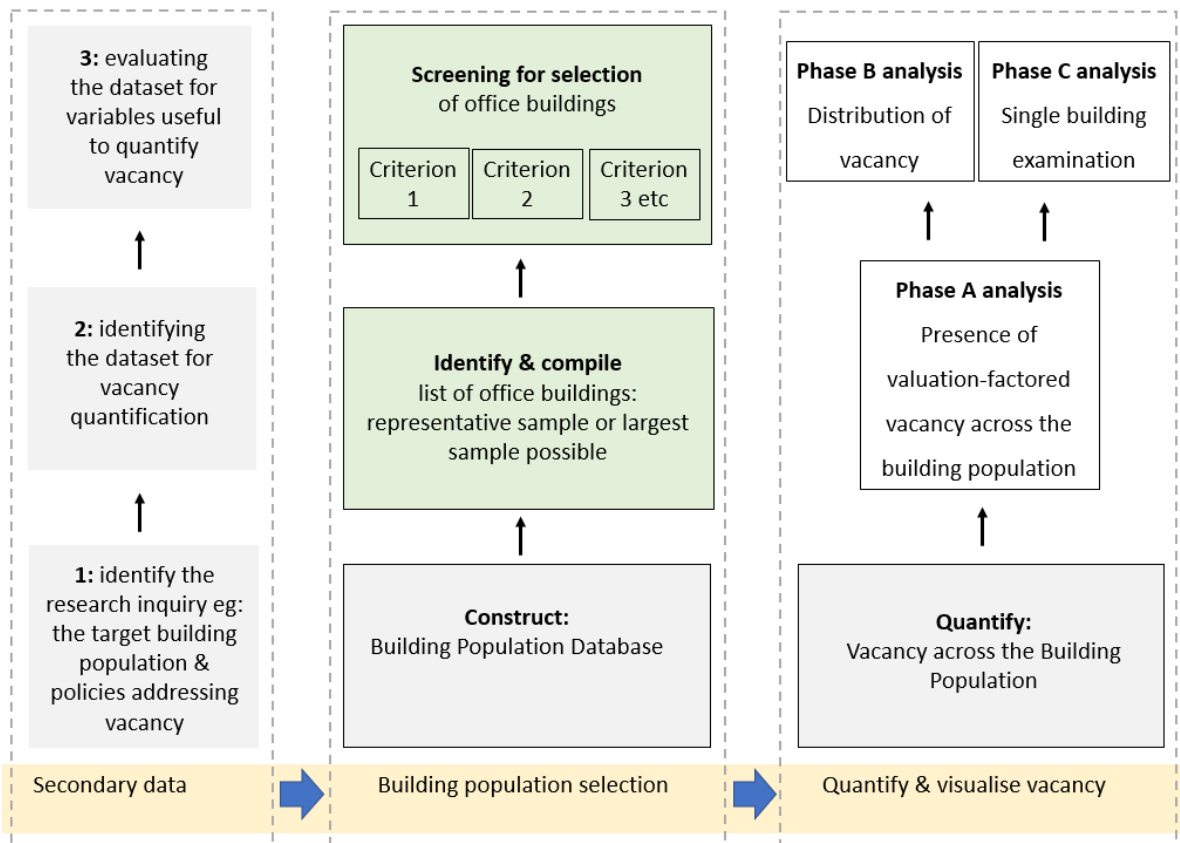 3: evaluating
the dataset for
variables useful
to quantify
vacancy
2: identifying
the dataset for
vacancy
quantification
1: identify the
research inquiry eg:
the target building
population &
policies addressing
vacancy
Secondary data
Screening for selection
of office buildings
Criterion
1
Criterion
2
Criterion
3 etc
Identify & compile
list of office buildings:
representative sample or largest
sample possible
Construct:
Building Population Database
Building population selection
Phase B analysis
Distribution of
vacancy
Phase C analysis
Single building
examination
Phase A analysis
Presence of
valuation-factored
vacancy across the
building population
Quantify:
Vacancy across the Building
Population
Quantify & visualise vacancy